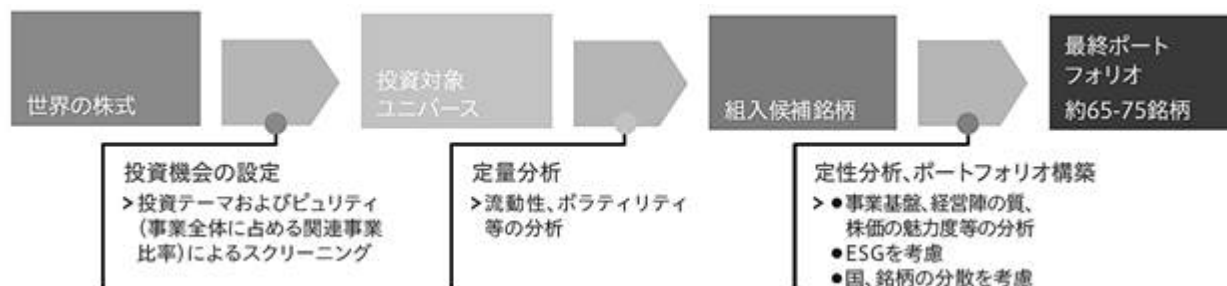 世界の株式
投資対象
ユニバース
組入候補銘柄
最終ポート
フォリオ
約65-75銘柄
投資機会の設定
>投資テーマおよびピュリティ
(事業全体に占める関連事業
比率)によるスクリーニング
定量分析
>流動性、ボラティリティ
等の分析
定性分析、ポートフォリオ構築
>●事業基盤、経営陣の質、
株価の魅力度等の分析
●ESGを考慮
●国、銘柄の分散を考慮